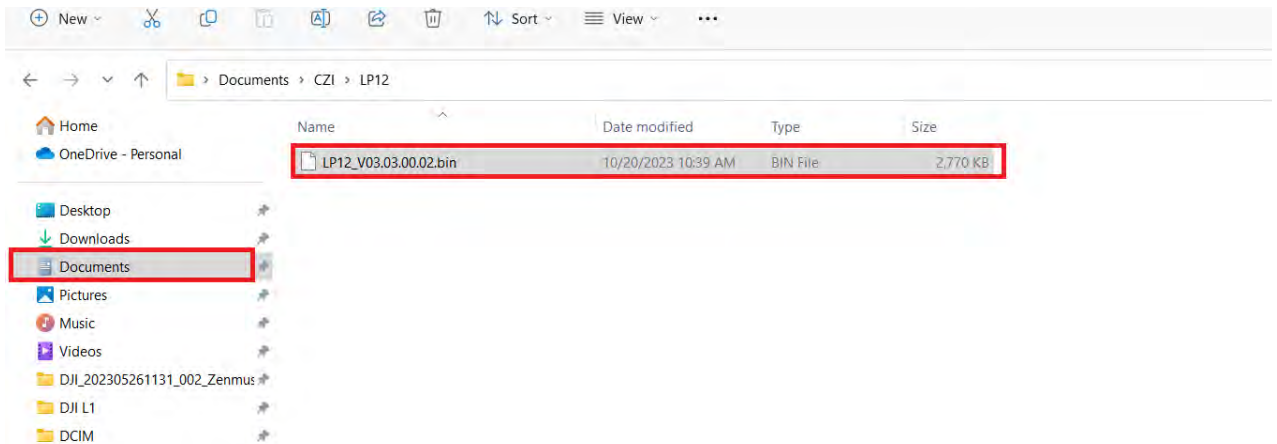 New Sort View ...
Documents > CZI > LP12
Home
OneDrive - Personal
Name Date modified Type Size
LP12_V03.03.00.02.bin 10/20/2023 10:39 AM BIN File 2,770 KB
Desktop
Downloads
Documents
Pictures
Music
Videos
DJI_202305261131_002_Zenmus
DJI L1
DCIM